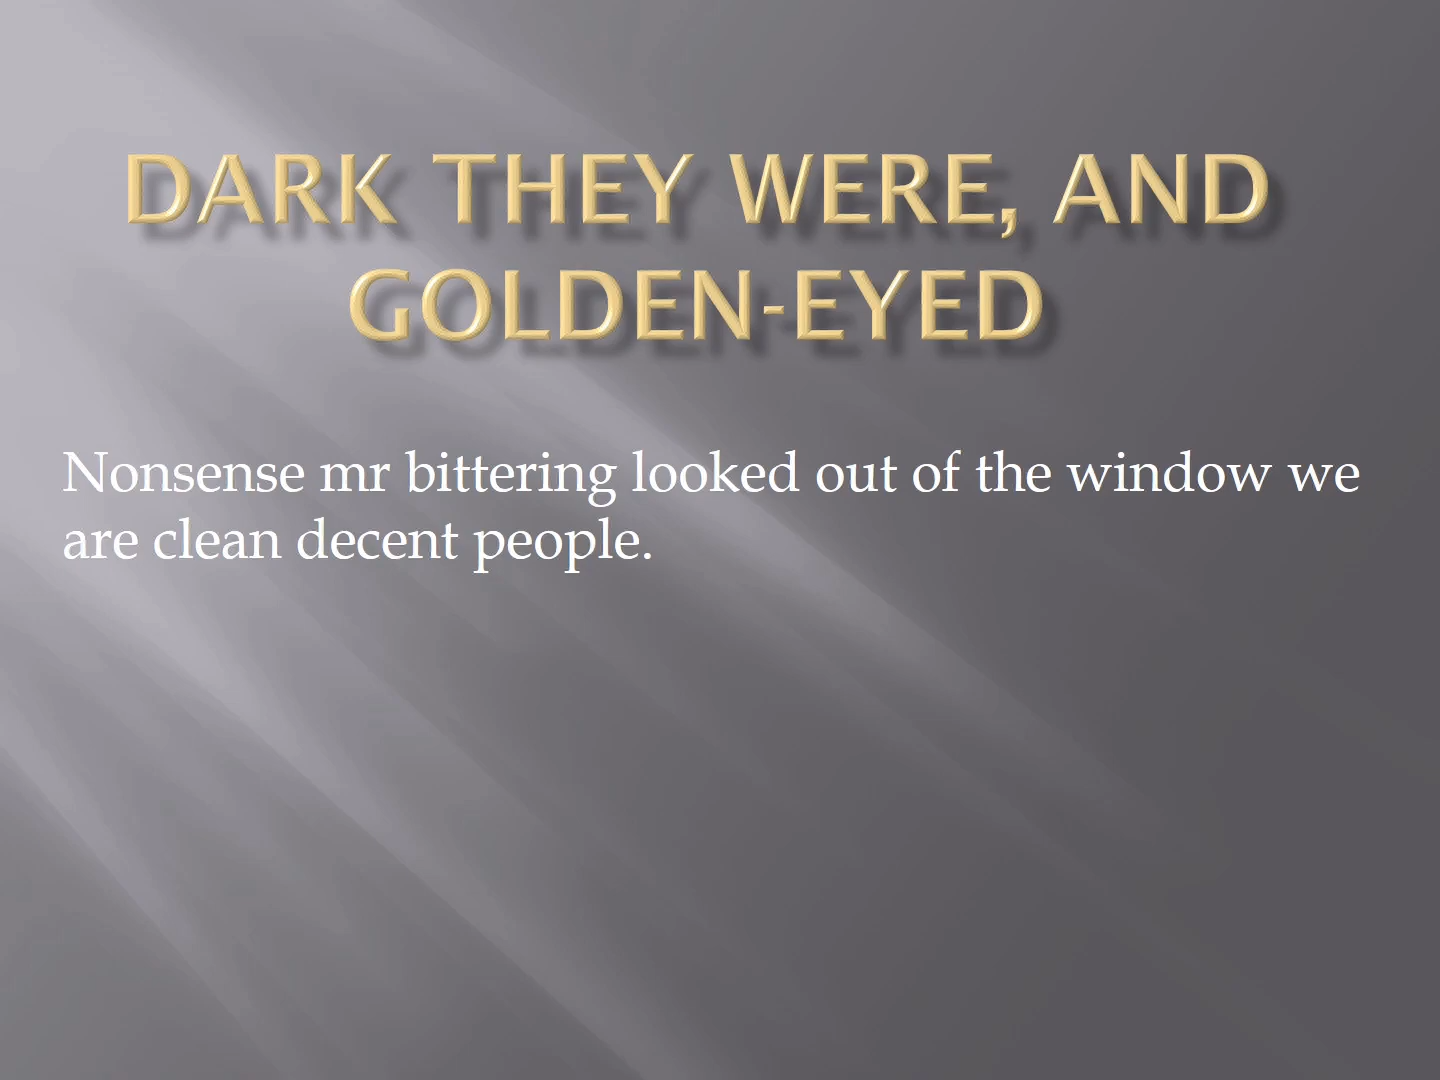 DARK THEY WERE, AND
GOLDEN-EYED
Nonsense mr bittering looked out of the window we
are clean decent people.